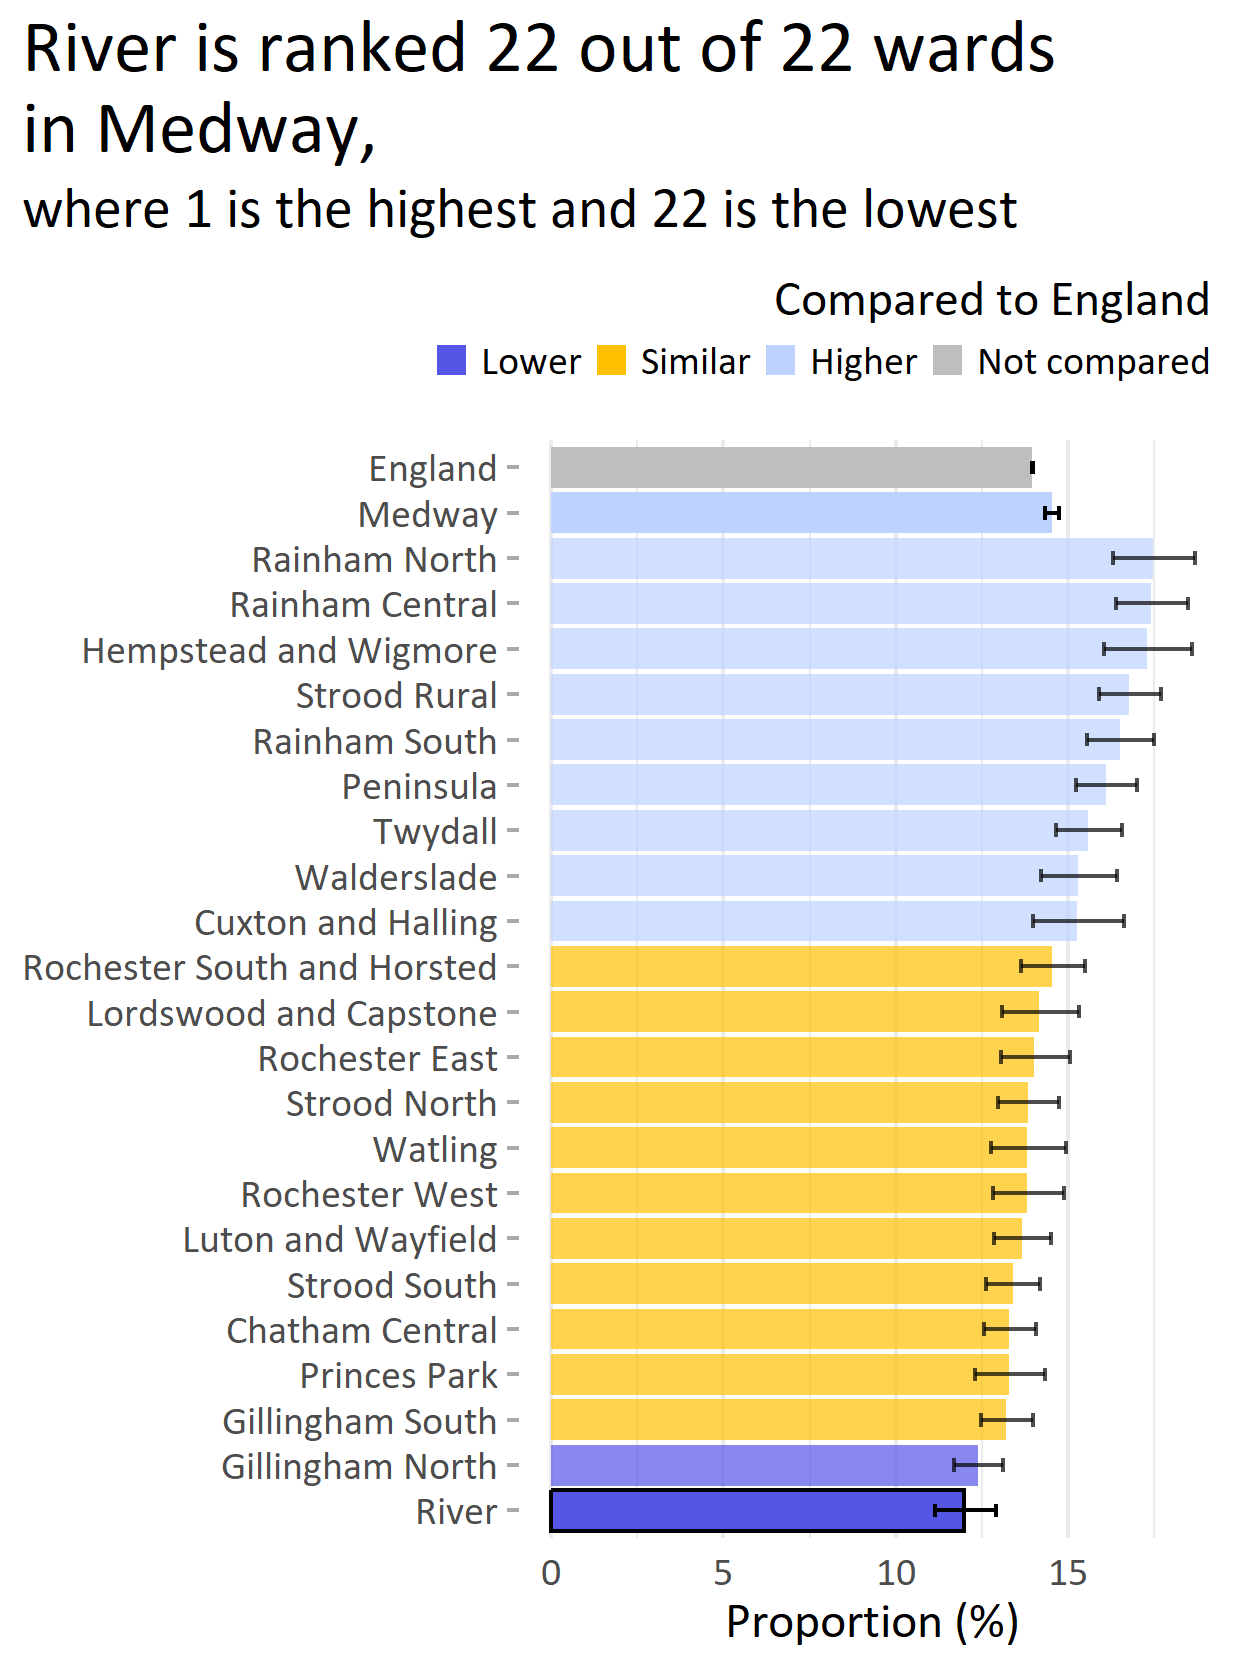 River is ranked 22 out of 22 wards
in Medway,
where 1 is the highest and 22 is the lowest
Compared to England
Lower Similar Higher Not compared
England
Medway
Rainham North
Rainham Central
Hempstead and Wigmore
Strood Rural
Rainham South
Peninsula
Twydall
Walderslade
Cuxton and Halling
Rochester South and Horsted
Lordswood and Capstone
Rochester East
Strood North
Watling
Rochester West
Luton and Wayfield
Strood South
Chatham Central
Princes Park
Gillingham South
Gillingham North
River
0 5 10 15
Proportion (%)